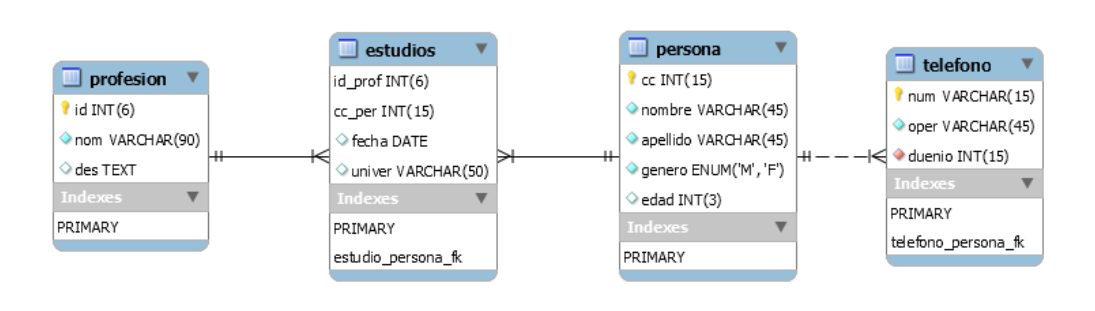 profesion
id INT(6)
nom VARCHAR(90)
des TEXT
Indexes
PRIMARY
estudios
id_prof INT(6)
cc_per INT(15)
fecha DATE
univer VARCHAR(50)
Indexes
PRIMARY
estudio_persona_fk
persona
cc INT(15)
nombre VARCHAR(45)
apellido VARCHAR(45)
genero ENUM('M','F')
edad INT(3)
Indexes
PRIMARY
telefono
num VARCHAR(15)
oper VARCHAR(45)
duenio INT(15)
Indexes
PRIMARY
telefono_persona_fk